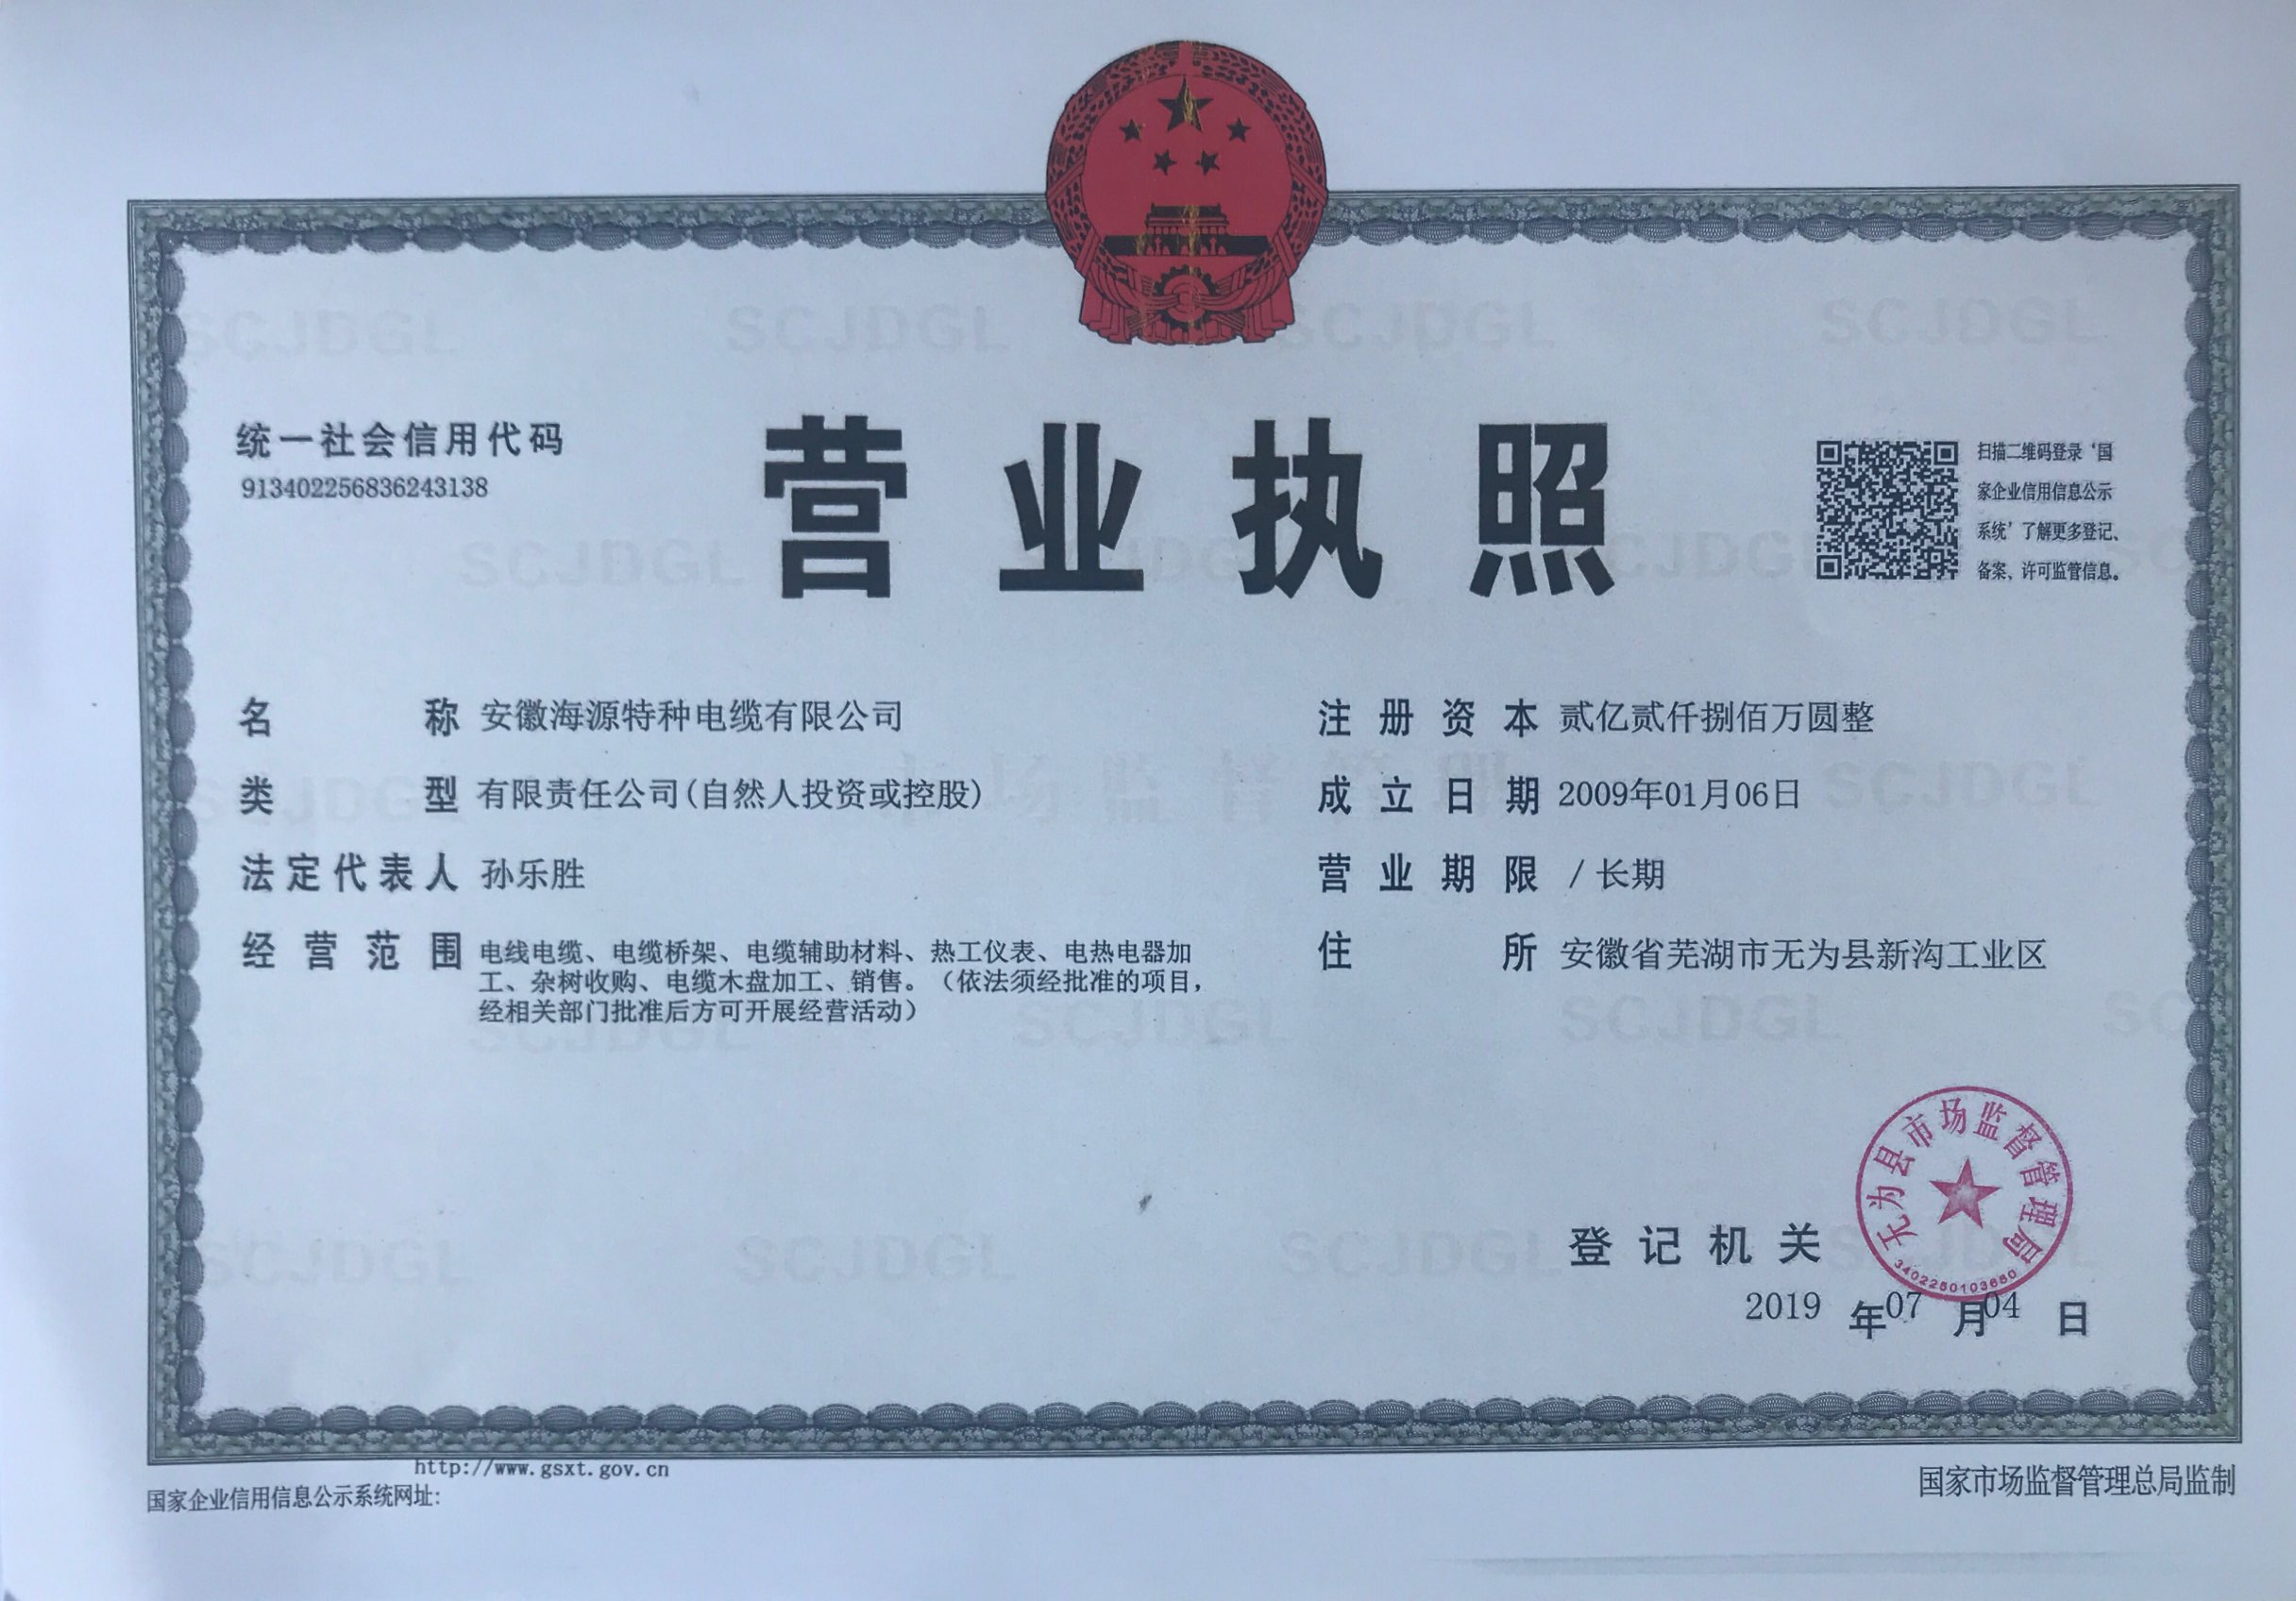 营业执照
统一社会信用代码
913402256836243138
扫描二维码登录‘国
家企业信用信息公示
系统’了解更多登记、
备案、许可监管信息。
名称 安徽海源特种电缆有限公司
类型 有限责任公司(自然人投资或控股)
法定代表人 孙乐胜
经营范围 电线电缆、电缆桥架、电缆辅助材料、热工仪表、电热电器加
工、杂树收购、电缆木盘加工、销售。（依法须经批准的项目，
经相关部门批准后方可开展经营活动）
注册资本 贰亿贰仟捌佰万圆整
成立日期 2009年01月06日
营业期限 / 长期
住所 安徽省芜湖市无为县新沟工业区
登记机关
无为县市场监督管理局
2019 年 07 月 04 日
http://www.gsxt.gov.cn
国家企业信用信息公示系统网址:
国家市场监督管理总局监制
SCJDGL
市场监督管理